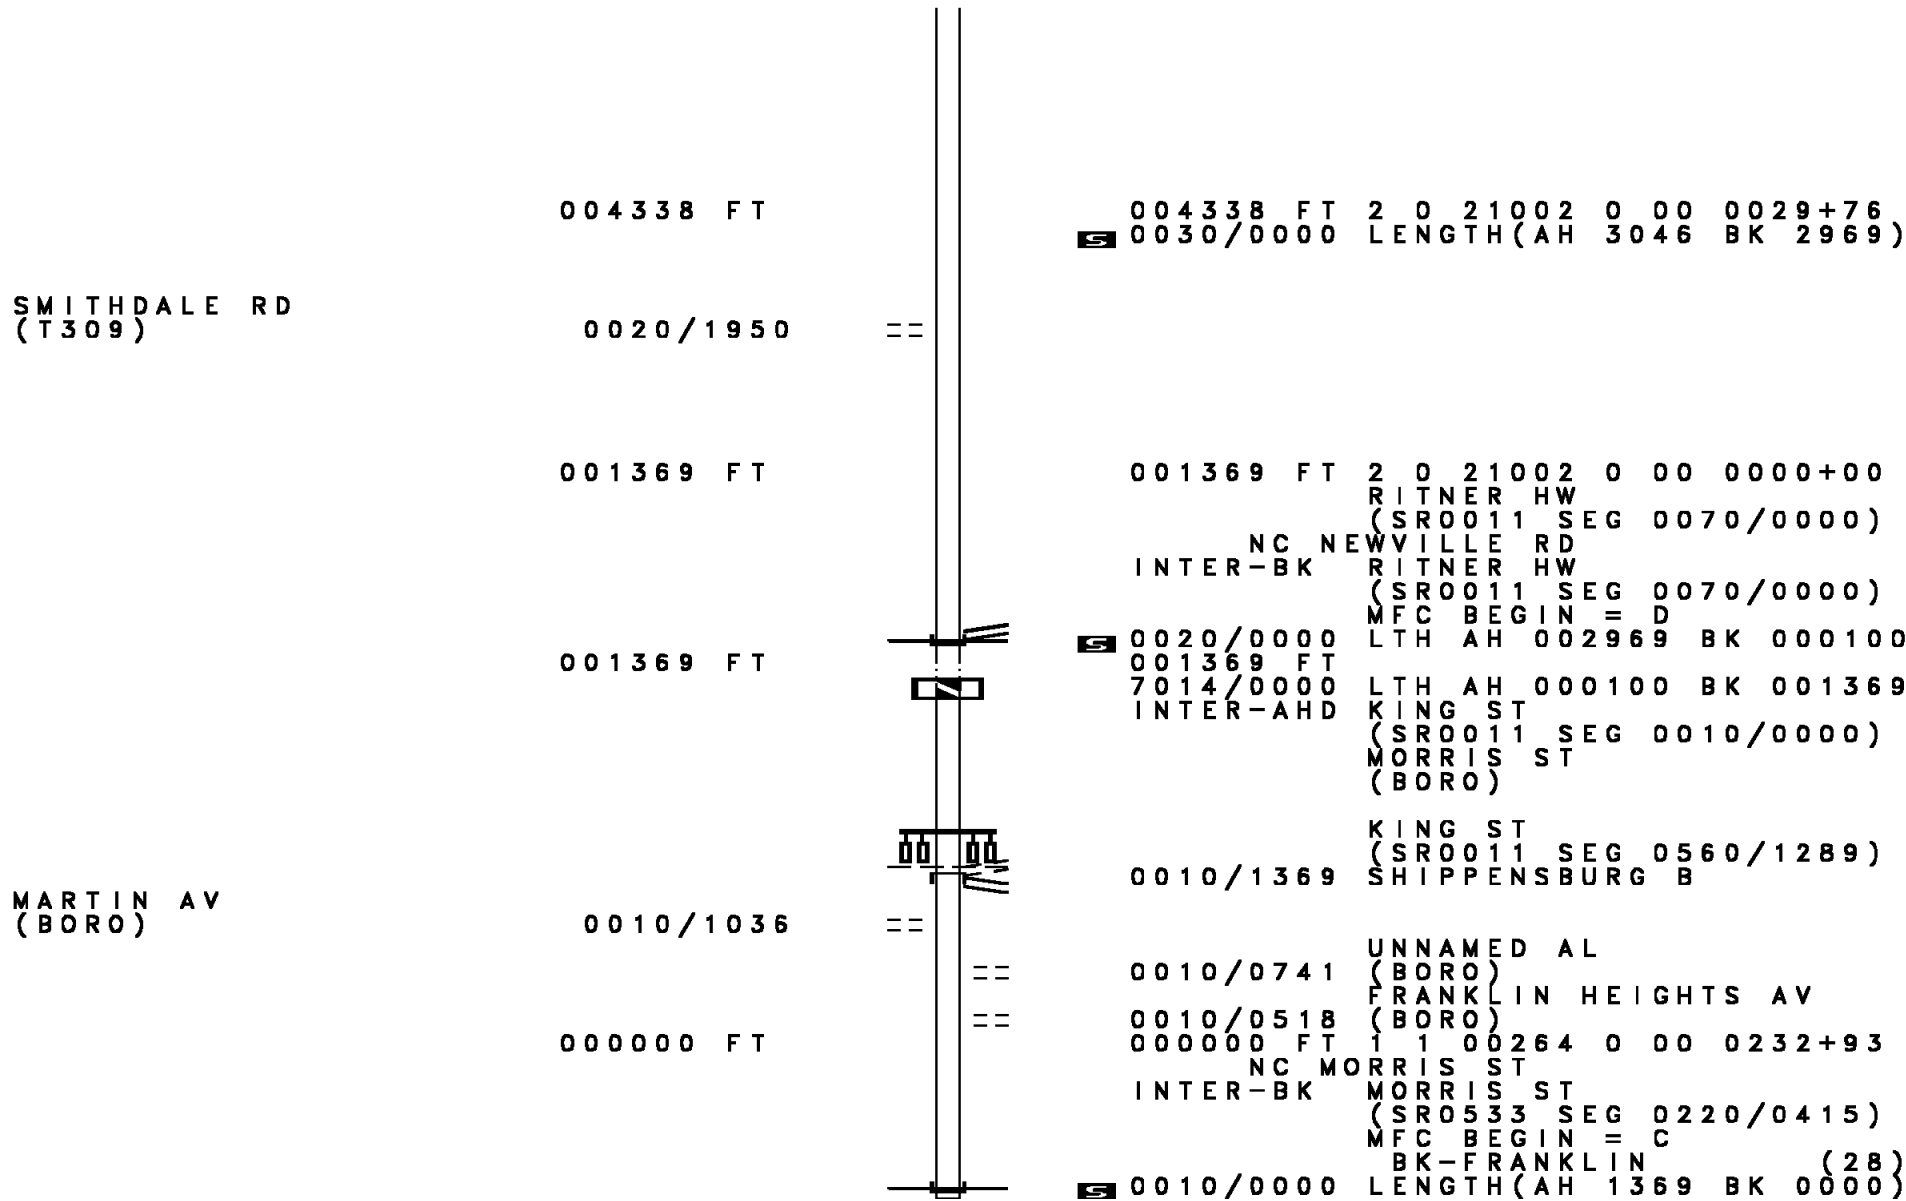 004338 FT 004338 FT 2 0 21002 0 00 0029+76
S 0030/0000 LENGTH(AH 3046 BK 2969)
SMITHDALE RD
(T309) 0020/1950
001369 FT 001369 FT 2 0 21002 0 00 0000+00
RITNER HW
(SR0011 SEG 0070/0000)
NC NEWVILLE RD
INTER-BK RITNER HW
(SR0011 SEG 0070/0000)
MFC BEGIN = D
S 0020/0000 LTH AH 002969 BK 000100
001369 FT 001369 FT
7014/0000 LTH AH 000100 BK 001369
INTER-AHD KING ST
(SR0011 SEG 0010/0000)
MORRIS ST
(BORO)
KING ST
(SR0011 SEG 0560/1289)
0010/1369 SHIPPENSBURG B
MARTIN AV
(BORO) 0010/1036
UNNAMED AL
0010/0741 (BORO)
FRANKLIN HEIGHTS AV
0010/0518 (BORO)
000000 FT 000000 FT 1 1 00264 0 00 0232+93
NC MORRIS ST
INTER-BK MORRIS ST
(SR0533 SEG 0220/0415)
MFC BEGIN = C
BK-FRANKLIN (28)
S 0010/0000 LENGTH(AH 1369 BK 0000)